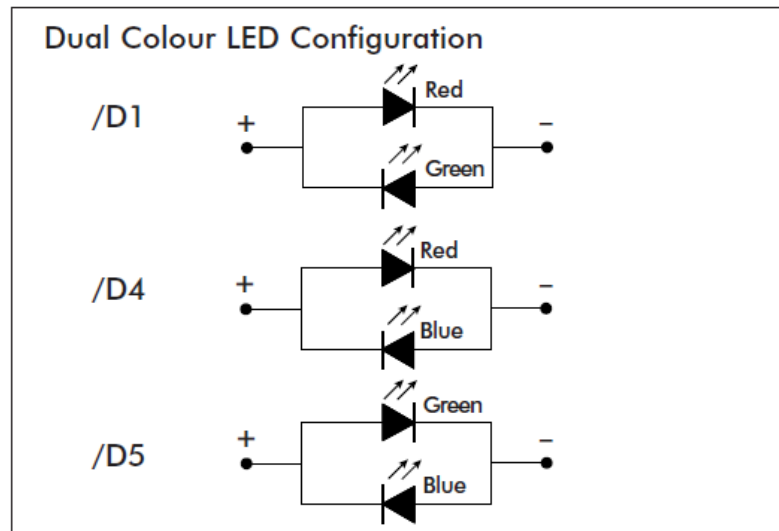 Dual Colour LED Configuration
Red
/D1
+
–
Green
Red
/D4
+
–
Blue
Green
/D5
+
–
Blue